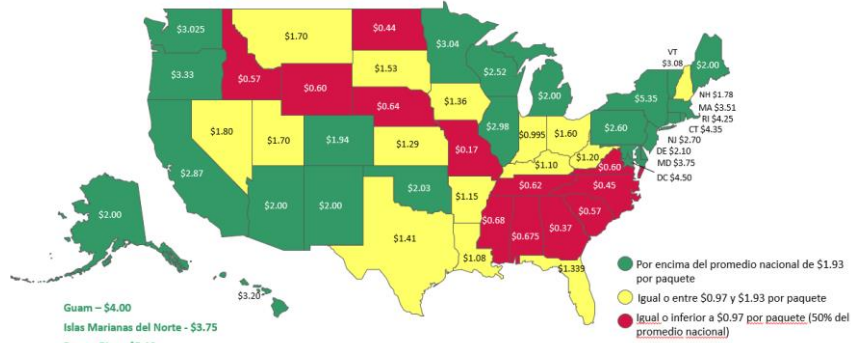 $3.025
$1.70
$0.44
$3.04
VT
$3.08
$2.00
$3.33
$0.57
$1.53
$2.52
$2.00
$5.35
NH $1.78
MA $3.51
RI $4.25
CT $4.35
$0.60
$0.64
$1.36
$2.98
$0.995
$1.60
$2.60
NJ $2.70
DE $2.10
MD $3.75
DC $4.50
$1.80
$1.70
$1.94
$1.29
$0.17
$1.10
$1.20
$0.60
$2.87
$2.00
$2.00
$2.03
$1.15
$0.62
$0.45
$0.57
$2.00
$1.41
$1.08
$0.68
$0.675
$0.37
$1.339
$3.20
Guam – $4.00
Islas Marianas del Norte - $3.75
Por encima del promedio nacional de $1.93
por paquete
Igual o entre $0.97 y $1.93 por paquete
Igual o inferior a $0.97 por paquete (50% del
promedio nacional)